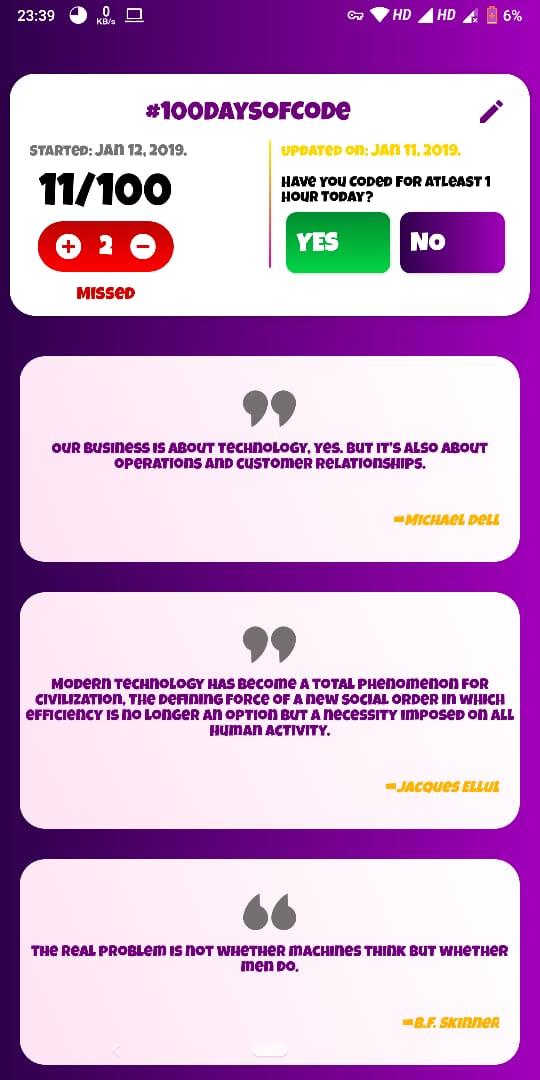 23:39 0 KB/s HD HD 6%
#100DaysOfCode
Started: Jan 12, 2019.
Updated on: Jan 11, 2019.
11/100
Have you coded for atleast 1
hour today?
2
YES
NO
Missed
Our business is about technology, yes. But it's also about
operations and customer relationships.
-Michael Dell
Modern technology has become a total phenomenon for
civilization, the defining force of a new social order in which
efficiency is no longer an option but a necessity imposed on all
human activity.
-Jacques Ellul
The real problem is not whether machines think but whether
men do.
-B.F. Skinner